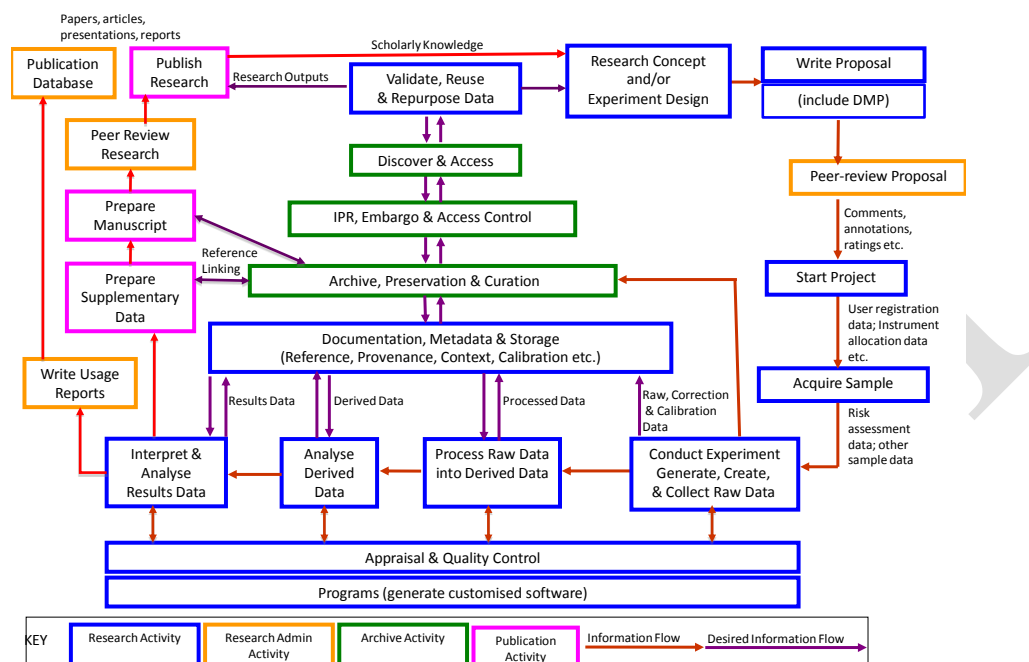 Papers, articles,
presentations, reports
Publication
Database
Publish
Research
Scholarly Knowledge
Research Outputs
Validate, Reuse
& Repurpose Data
Research Concept
and/or
Experiment Design
Write Proposal
(include DMP)
Peer Review
Research
Discover & Access
Peer-review Proposal
Prepare
Manuscript
IPR, Embargo & Access Control
Comments,
annotations,
ratings etc.
Reference
Linking
Prepare
Supplementary
Data
Archive, Preservation & Curation
Start Project
User registration
data; Instrument
allocation data
etc.
Documentation, Metadata & Storage
(Reference, Provenance, Context, Calibration etc.)
Write Usage
Reports
Acquire Sample
Results Data
Derived Data
Processed Data
Raw, Correction
& Calibration
Data
Risk
assessment
data; other
sample data
Interpret &
Analyse
Results Data
Analyse
Derived
Data
Process Raw Data
into Derived Data
Conduct Experiment
Generate, Create,
& Collect Raw Data
Appraisal & Quality Control
Programs (generate customised software)
KEY
Research Activity
Research Admin
Activity
Archive Activity
Publication
Activity
Information Flow
Desired Information Flow